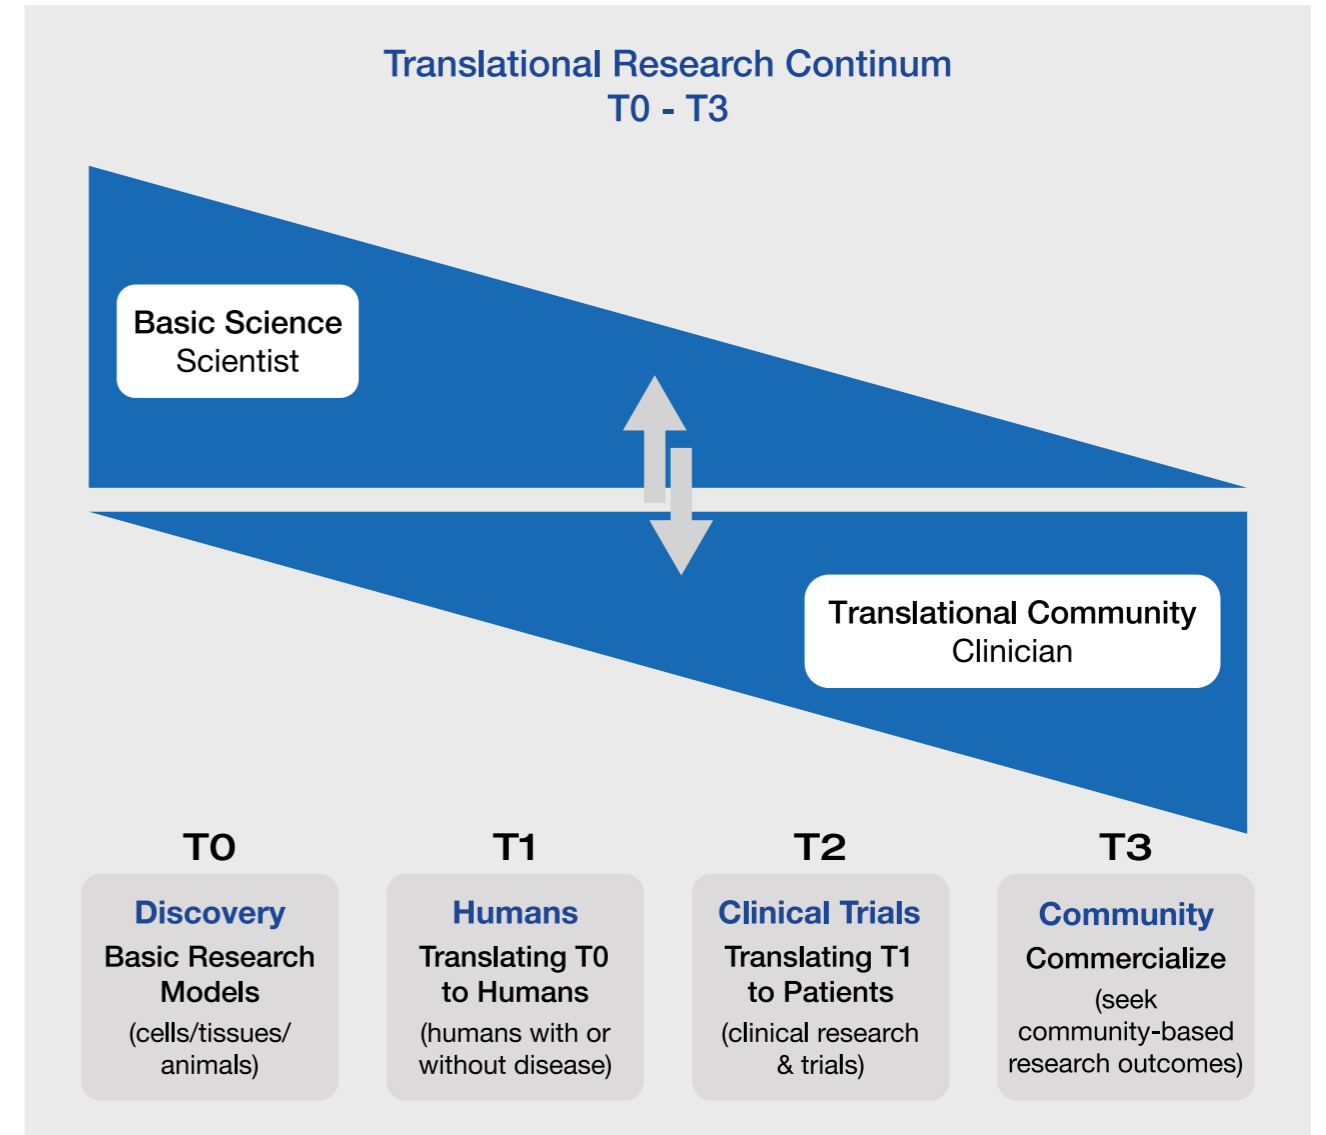 Translational Research Continum
T0 - T3
Basic Science
Scientist
Translational Community
Clinician
T0
Discovery
Basic Research
Models
(cells/tissues/
animals)
T1
Humans
Translating T0
to Humans
(humans with or
without disease)
T2
Clinical Trials
Translating T1
to Patients
(clinical research
& trials)
T3
Community
Commercialize
(seek
community-based
research outcomes)